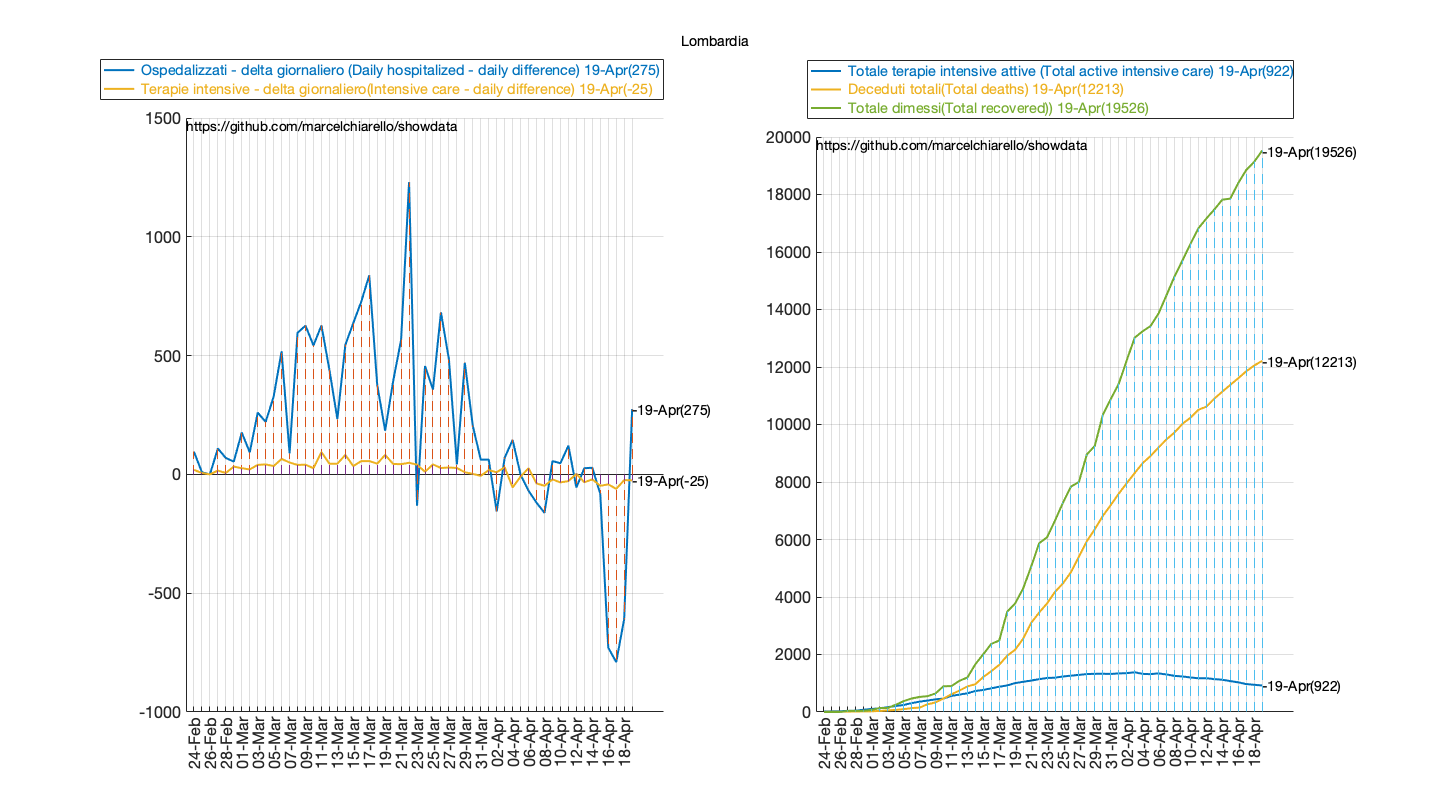 Lombardia
Ospedalizzati - delta giornaliero (Daily hospitalized - daily difference) 19-Apr(275)
Terapie intensive - delta giornaliero(Intensive care - daily difference) 19-Apr(-25)
https://github.com/marcelchiarello/showdata
1500
1000
500
0
-500
-1000
19-Apr(275)
19-Apr(-25)
24-Feb
26-Feb
28-Feb
01-Mar
03-Mar
05-Mar
07-Mar
09-Mar
11-Mar
13-Mar
15-Mar
17-Mar
19-Mar
21-Mar
23-Mar
25-Mar
27-Mar
29-Mar
31-Mar
02-Apr
04-Apr
06-Apr
08-Apr
10-Apr
12-Apr
14-Apr
16-Apr
18-Apr
Totale terapie intensive attive (Total active intensive care) 19-Apr(922)
Deceduti totali(Total deaths) 19-Apr(12213)
Totale dimessi(Total recovered)) 19-Apr(19526)
https://github.com/marcelchiarello/showdata
20000
18000
16000
14000
12000
10000
8000
6000
4000
2000
0
19-Apr(19526)
19-Apr(12213)
19-Apr(922)
24-Feb
26-Feb
28-Feb
01-Mar
03-Mar
05-Mar
07-Mar
09-Mar
11-Mar
13-Mar
15-Mar
17-Mar
19-Mar
21-Mar
23-Mar
25-Mar
27-Mar
29-Mar
31-Mar
02-Apr
04-Apr
06-Apr
08-Apr
10-Apr
12-Apr
14-Apr
16-Apr
18-Apr